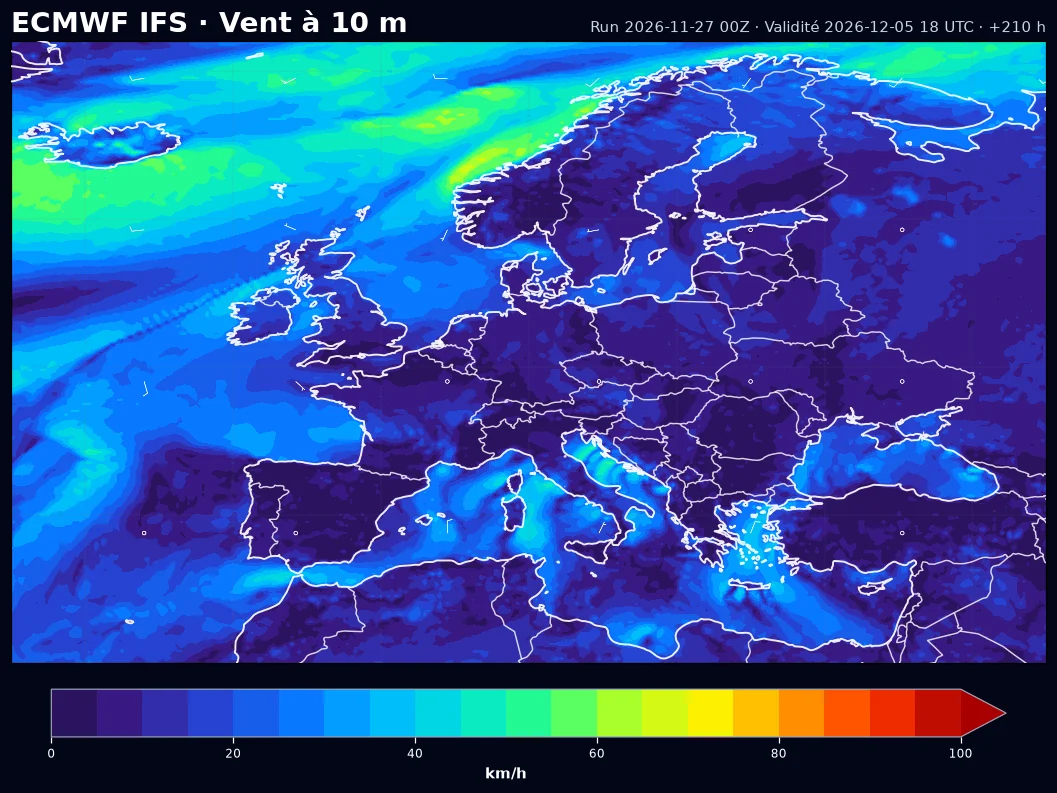 ECMWF IFS · Vent à 10 m
Run 2026-11-27 00Z · Validité 2026-12-05 18 UTC · +210 h
0 20 40 60 80 100
km/h